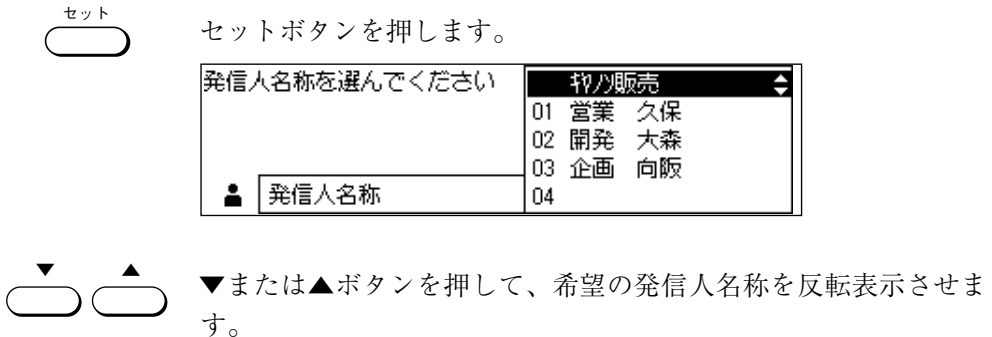 セット
セットボタンを押します。
発信人名称を選んでください
ｷﾔﾉﾝ販売
01 営業 久保
02 開発 大森
03 企画 向阪
04
発信人名称
▼ ▲
▼または▲ボタンを押して、希望の発信人名称を反転表示させま
す。